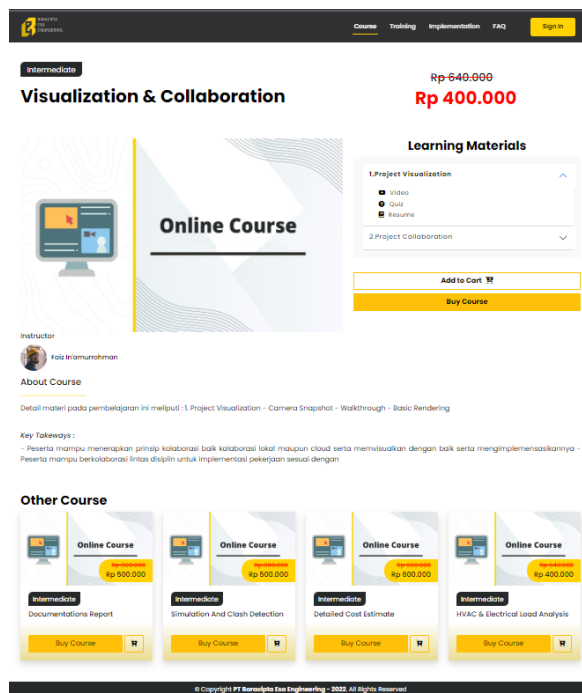 BARACIPTA
ESA
ENGINEERING
Course Training Implementation FAQ Sign In
Intermediate
Visualization & Collaboration
Rp 640.000
Rp 400.000
Online Course
Learning Materials
1.Project Visualization
Video
Quiz
Resume
2.Project Collaboration
Add to Cart
Buy Course
Instructor
Faiz In'amurrohman
About Course
Detail materi pada pembelajaran ini meliputi : 1. Project Visualization - Camera Snapshot - Walkthrough - Basic Rendering
Key Takeways :
- Peserta mampu menerapkan prinsip kolaborasi baik kalaborasi lokal maupun cloud serta memvisualkan dengan baik serta mengimplemensasikannya -
Peserta mampu berkolaborasi lintas disiplin untuk implementasi pekerjaan sesuai dengan
Other Course
Online Course
Rp 500.000
Intermediate
Documentations Report
Buy Course
Online Course
Rp 500.000
Intermediate
Simulation And Clash Detection
Buy Course
Online Course
Rp 600.000
Intermediate
Detailed Cost Estimate
Buy Course
Online Course
Rp 640.000
Rp 400.000
Intermediate
HVAC & Electrical Load Analysis
Buy Course
© Copyright PT Baracipta Esa Engineering - 2022. All Rights Reserved